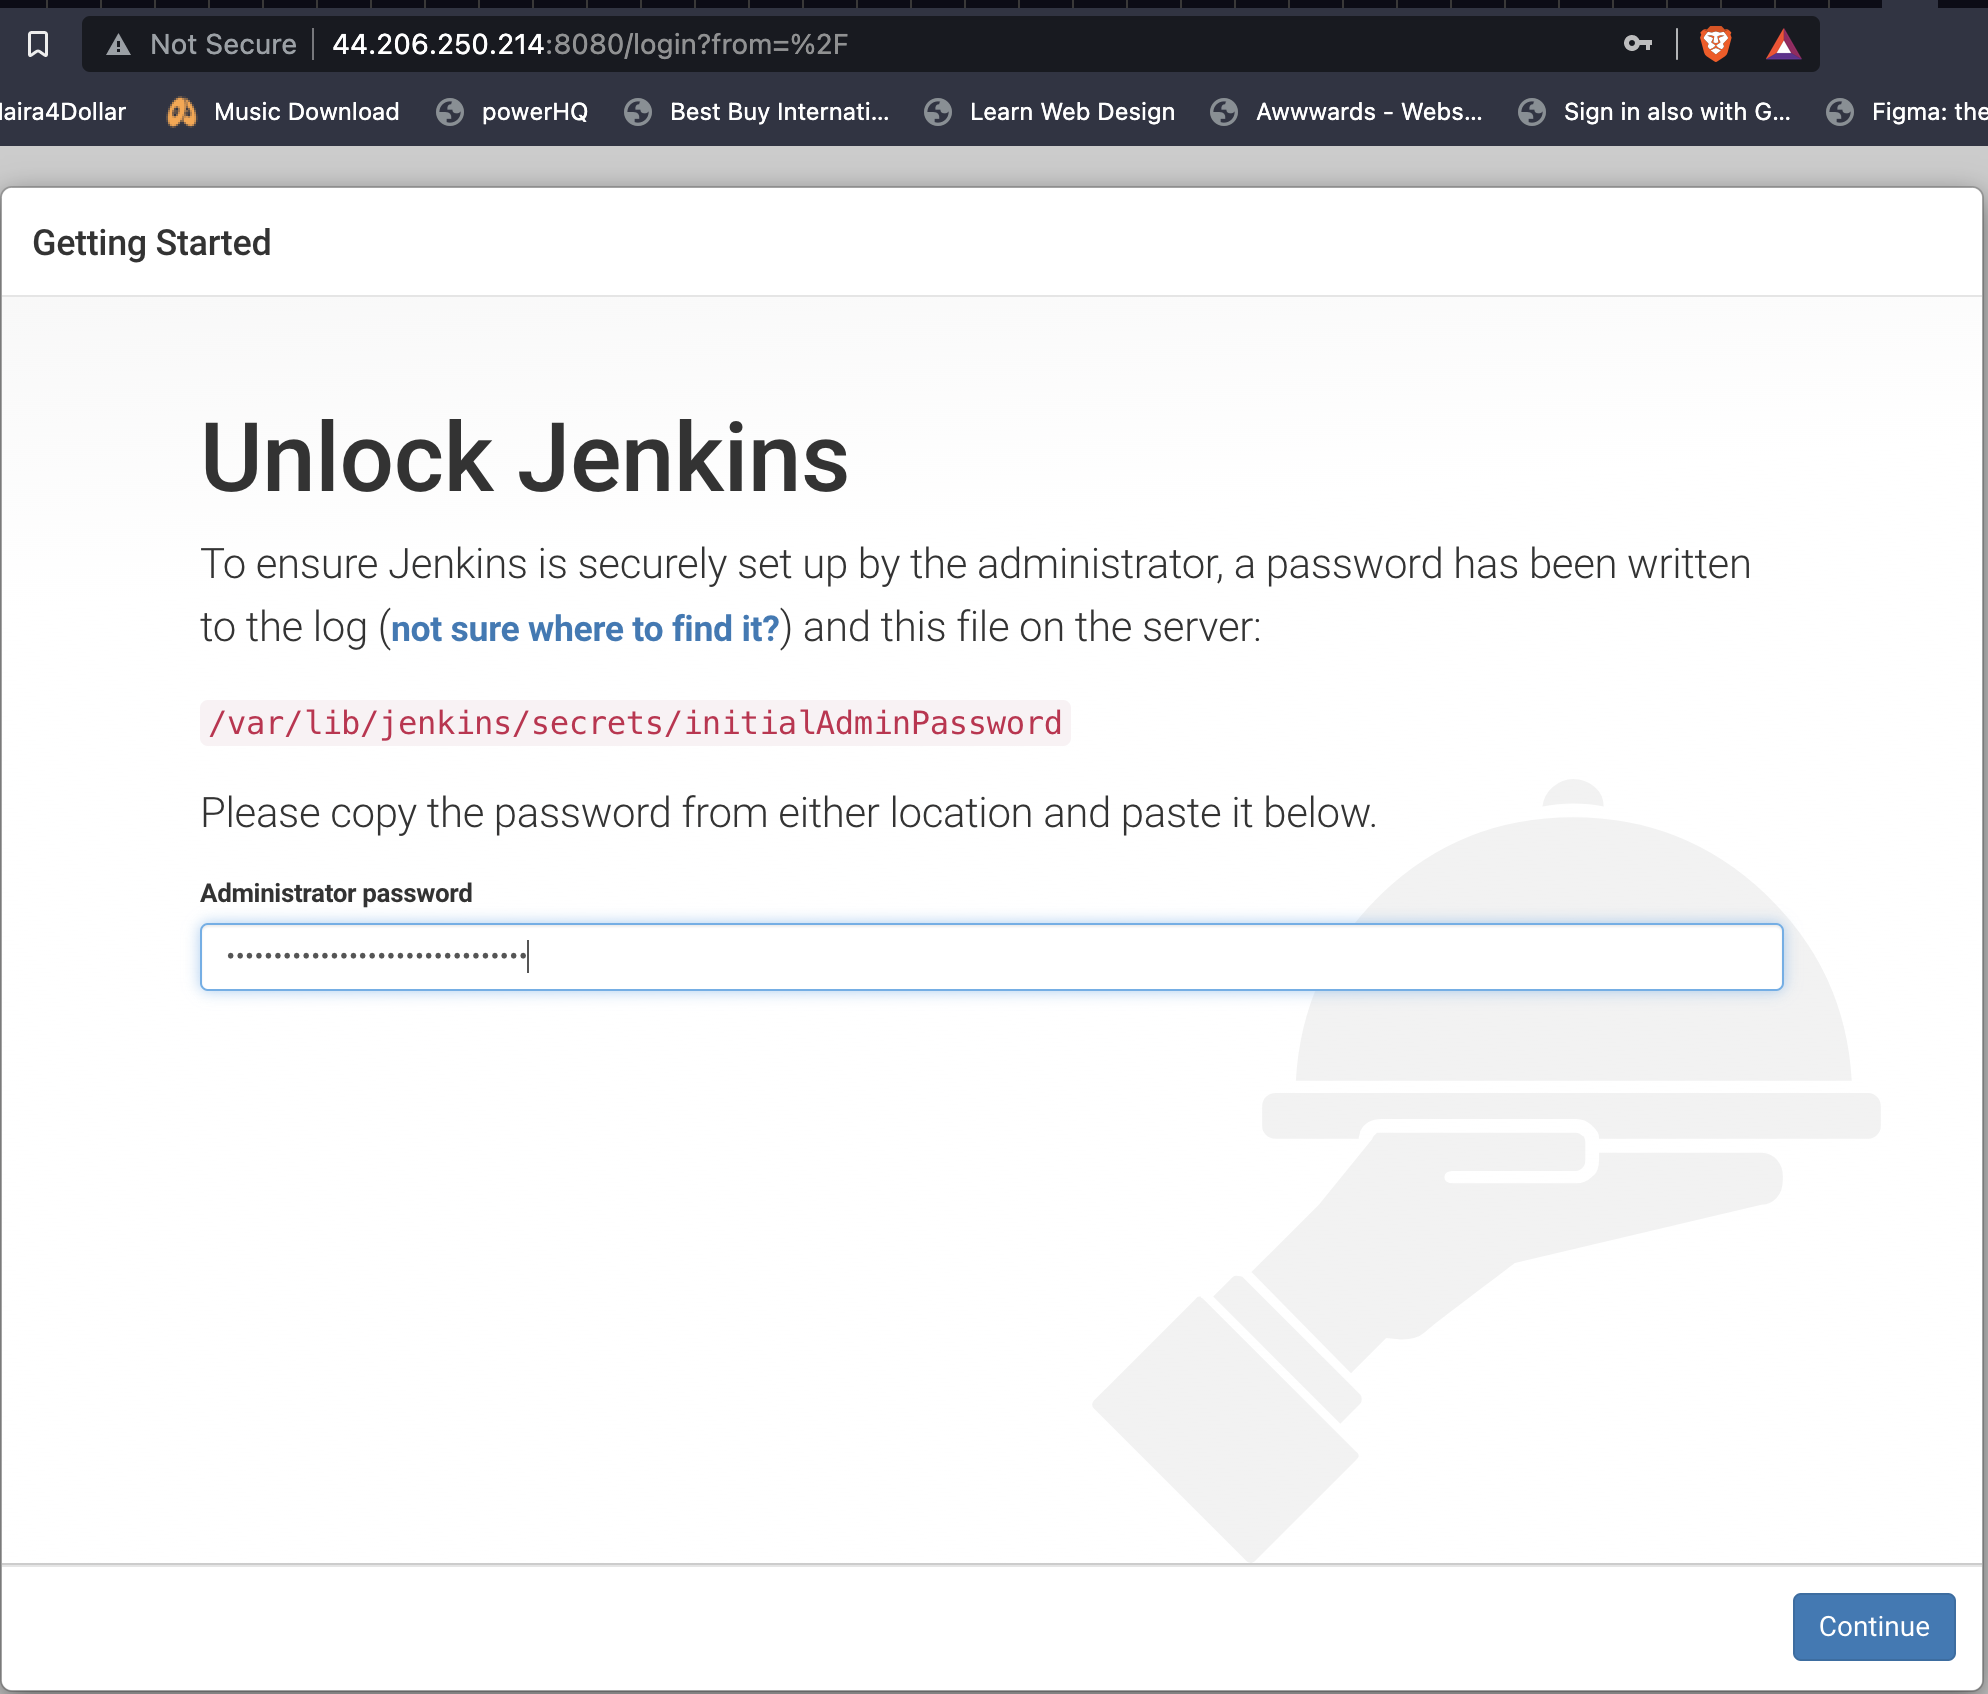 Not Secure 44.206.250.214:8080/login?from=%2F
aira4Dollar Music Download powerHQ Best Buy Internati... Learn Web Design Awwwards - Webs... Sign in also with G... Figma: the
Getting Started
Unlock Jenkins
To ensure Jenkins is securely set up by the administrator, a password has been written
to the log (not sure where to find it?) and this file on the server:
/var/lib/jenkins/secrets/initialAdminPassword
Please copy the password from either location and paste it below.
Administrator password
••••••••••••••••••••••••••••••••
Continue